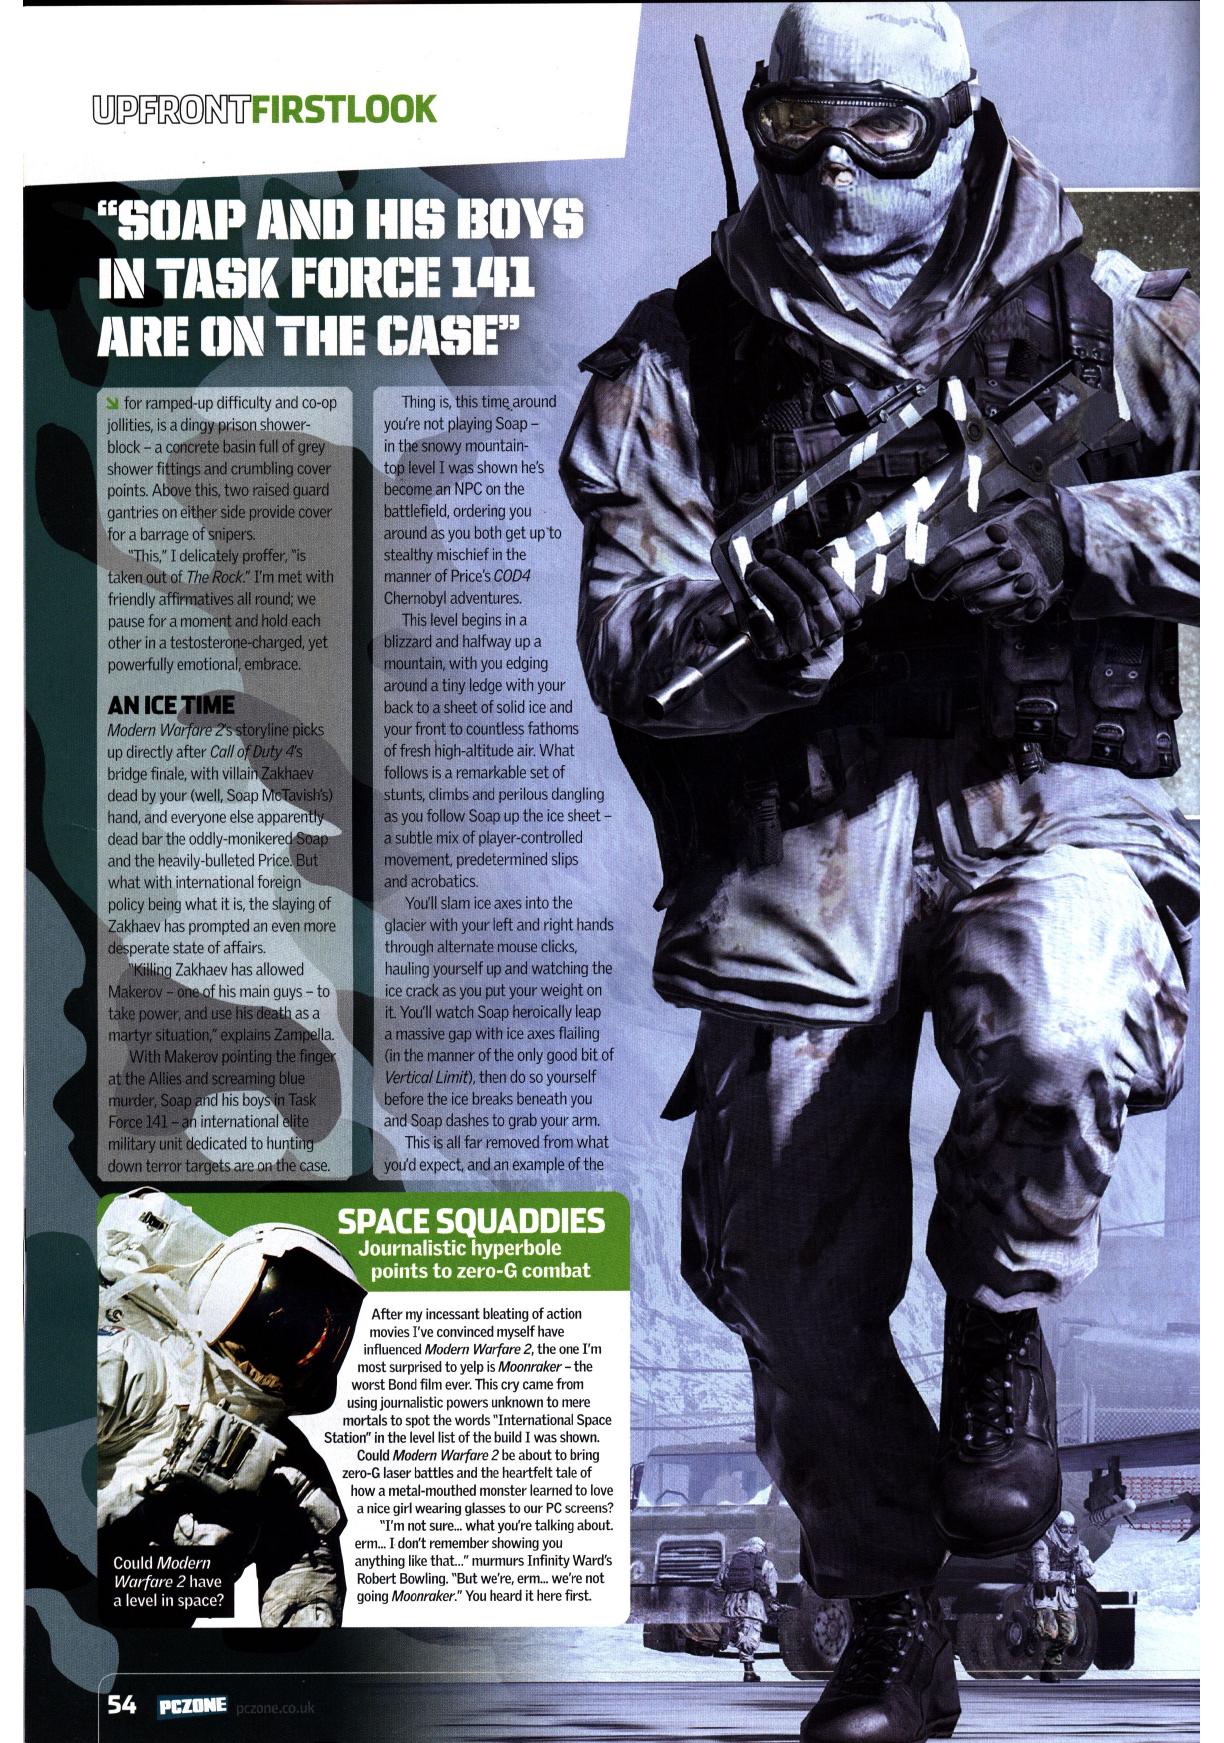 UPFRONTFIRSTLOOK
“SOAP AND HIS BOYS
IN TASK FORCE 141
ARE ON THE CASE”
for ramped-up difficulty and co-op
jollities, is a dingy prison shower-
block – a concrete basin full of grey
shower fittings and crumbling cover
points. Above this, two raised guard
gantries on either side provide cover
for a barrage of snipers.
“This,” I delicately proffer, “is
taken out of The Rock.” I’m met with
friendly affirmatives all round; we
pause for a moment and hold each
other in a testosterone-charged, yet
powerfully emotional, embrace.
AN ICE TIME
Modern Warfare 2’s storyline picks
up directly after Call of Duty 4’s
bridge finale, with villain Zakhaev
dead by your (well, Soap McTavish’s)
hand, and everyone else apparently
dead bar the oddly-monikered Soap
and the heavily-bulleted Price. But
what with international foreign
policy being what it is, the slaying of
Zakhaev has prompted an even more
desperate state of affairs.
“Killing Zakhaev has allowed
Makerov – one of his main guys – to
take power, and use his death as a
martyr situation,” explains Zampella.
With Makerov pointing the finger
at the Allies and screaming blue
murder, Soap and his boys in Task
Force 141 – an international elite
military unit dedicated to hunting
down terror targets are on the case.
Thing is, this time around
you’re not playing Soap –
in the snowy mountain-
top level I was shown he’s
become an NPC on the
battlefield, ordering you
around as you both get up to
stealthy mischief in the
manner of Price’s COD4
Chernobyl adventures.
This level begins in a
blizzard and halfway up a
mountain, with you edging
around a tiny ledge with your
back to a sheet of solid ice and
your front to countless fathoms
of fresh high-altitude air. What
follows is a remarkable set of
stunts, climbs and perilous dangling
as you follow Soap up the ice sheet –
a subtle mix of player-controlled
movement, predetermined slips
and acrobatics.
You’ll slam ice axes into the
glacier with your left and right hands
through alternate mouse clicks,
hauling yourself up and watching the
ice crack as you put your weight on
it. You’ll watch Soap heroically leap
a massive gap with ice axes flailing
(in the manner of the only good bit of
Vertical Limit), then do so yourself
before the ice breaks beneath you
and Soap dashes to grab your arm.
This is all far removed from what
you’d expect, and an example of the
SPACE SQUADDIES
Journalistic hyperbole
points to zero-G combat
After my incessant bleating of action
movies I’ve convinced myself have
influenced Modern Warfare 2, the one I’m
most surprised to yelp is Moonraker – the
worst Bond film ever. This cry came from
using journalistic powers unknown to mere
mortals to spot the words “International Space
Station” in the level list of the build I was shown.
Could Modern Warfare 2 be about to bring
zero-G laser battles and the heartfelt tale of
how a metal-mouthed monster learned to love
a nice girl wearing glasses to our PC screens?
“I’m not sure... what you’re talking about.
erm... I don’t remember showing you
anything like that...” murmurs Infinity Ward’s
Robert Bowling. “But we’re, erm... we’re not
going Moonraker.” You heard it here first.
Could Modern
Warfare 2 have
a level in space?
54 PCZONE pczone.co.uk